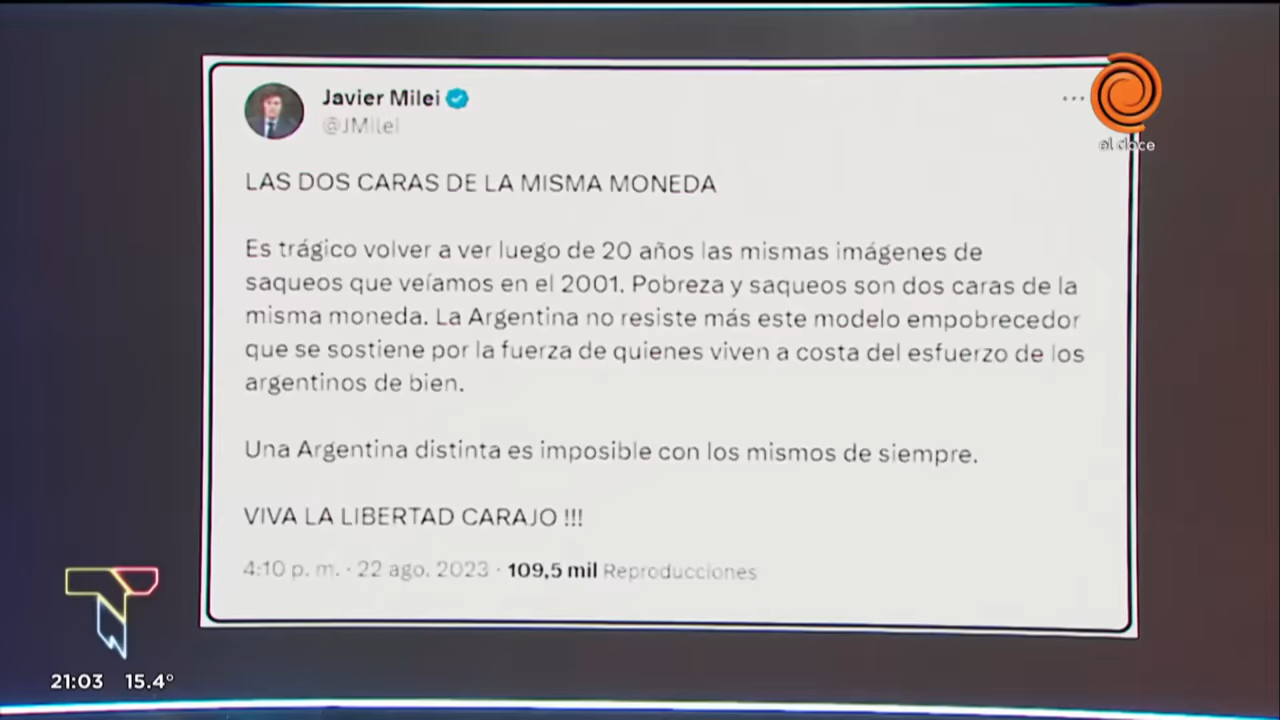 Javier Milei
@JMilei
el doce
LAS DOS CARAS DE LA MISMA MONEDA
Es trágico volver a ver luego de 20 años las mismas imágenes de
saqueos que veíamos en el 2001. Pobreza y saqueos son dos caras de la
misma moneda. La Argentina no resiste más este modelo empobrecedor
que se sostiene por la fuerza de quienes viven a costa del esfuerzo de los
argentinos de bien.
Una Argentina distinta es imposible con los mismos de siempre.
VIVA LA LIBERTAD CARAJO !!!
4:10 p. m. · 22 ago. 2023 · 109,5 mil Reproducciones
21:03 15.4°